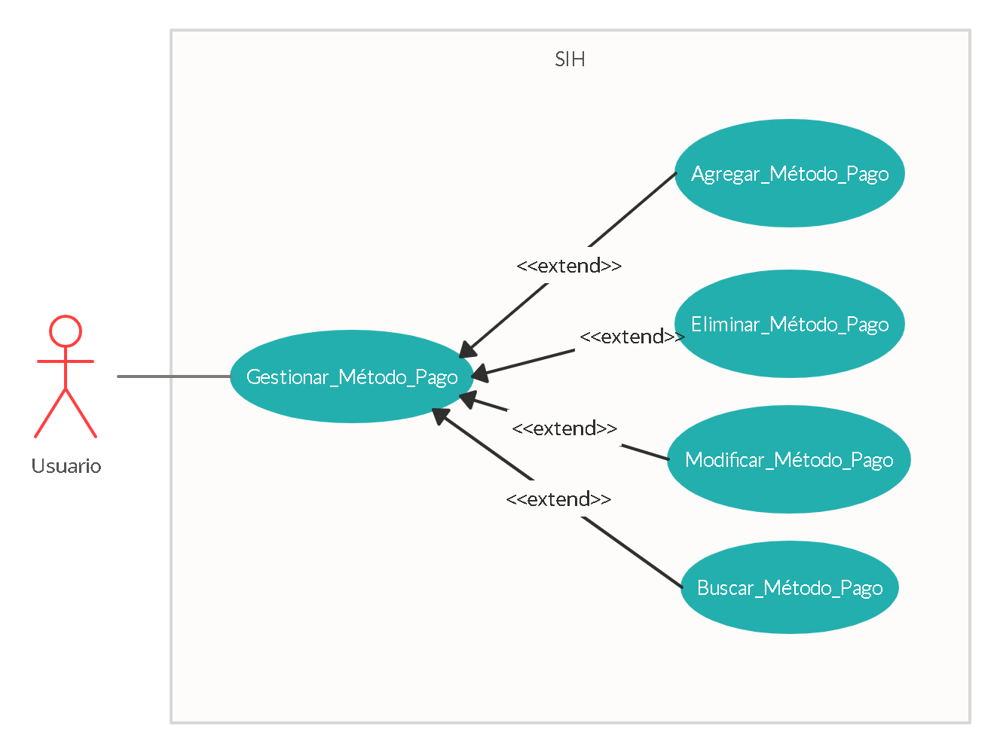 SIH
Agregar_Método_Pago
<<extend>>
Eliminar_Método_Pago
<<extend>>
Gestionar_Método_Pago
<<extend>>
Modificar_Método_Pago
Usuario
<<extend>>
Buscar_Método_Pago